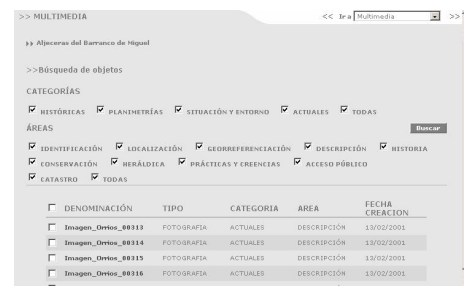 >> MULTIMEDIA << Ir a Multimedia >>
Aljeceras del Barranco de Miguel
>>Búsqueda de objetos
CATEGORÍAS
HISTÓRICAS PLANIMETRÍAS SITUACIÓN Y ENTORNO ACTUALES TODAS
ÁREAS Buscar
IDENTIFICACIÓN LOCALIZACIÓN GEORREFERENCIACIÓN DESCRIPCIÓN HISTORIA
CONSERVACIÓN HERÁLDICA PRÁCTICAS Y CREENCIAS ACCESO PÚBLICO
CATASTRO TODAS
DENOMINACIÓN TIPO CATEGORIA AREA FECHA CREACION
Imagen_Orrios_00313 FOTOGRAFIA ACTUALES DESCRIPCIÓN 13/02/2001
Imagen_Orrios_00314 FOTOGRAFIA ACTUALES DESCRIPCIÓN 13/02/2001
Imagen_Orrios_00315 FOTOGRAFIA ACTUALES DESCRIPCIÓN 13/02/2001
Imagen_Orrios_00316 FOTOGRAFIA ACTUALES DESCRIPCIÓN 13/02/2001